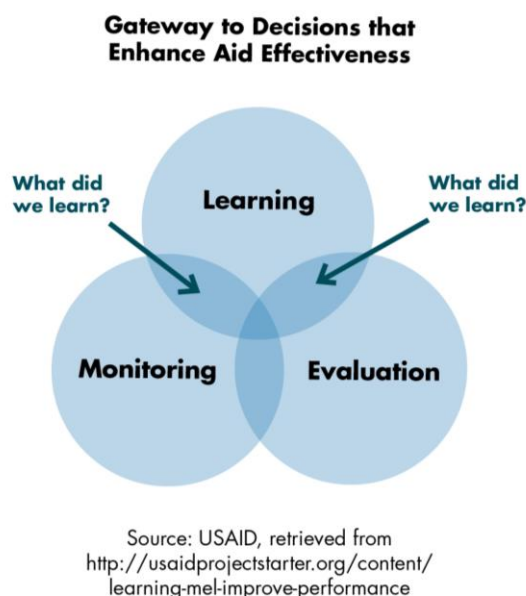 Gateway to Decisions that
Enhance Aid Effectiveness
What did
we learn?
What did
we learn?
Learning
Monitoring
Evaluation
Source: USAID, retrieved from
http://usaidprojectstarter.org/content/
learning-mel-improve-performance